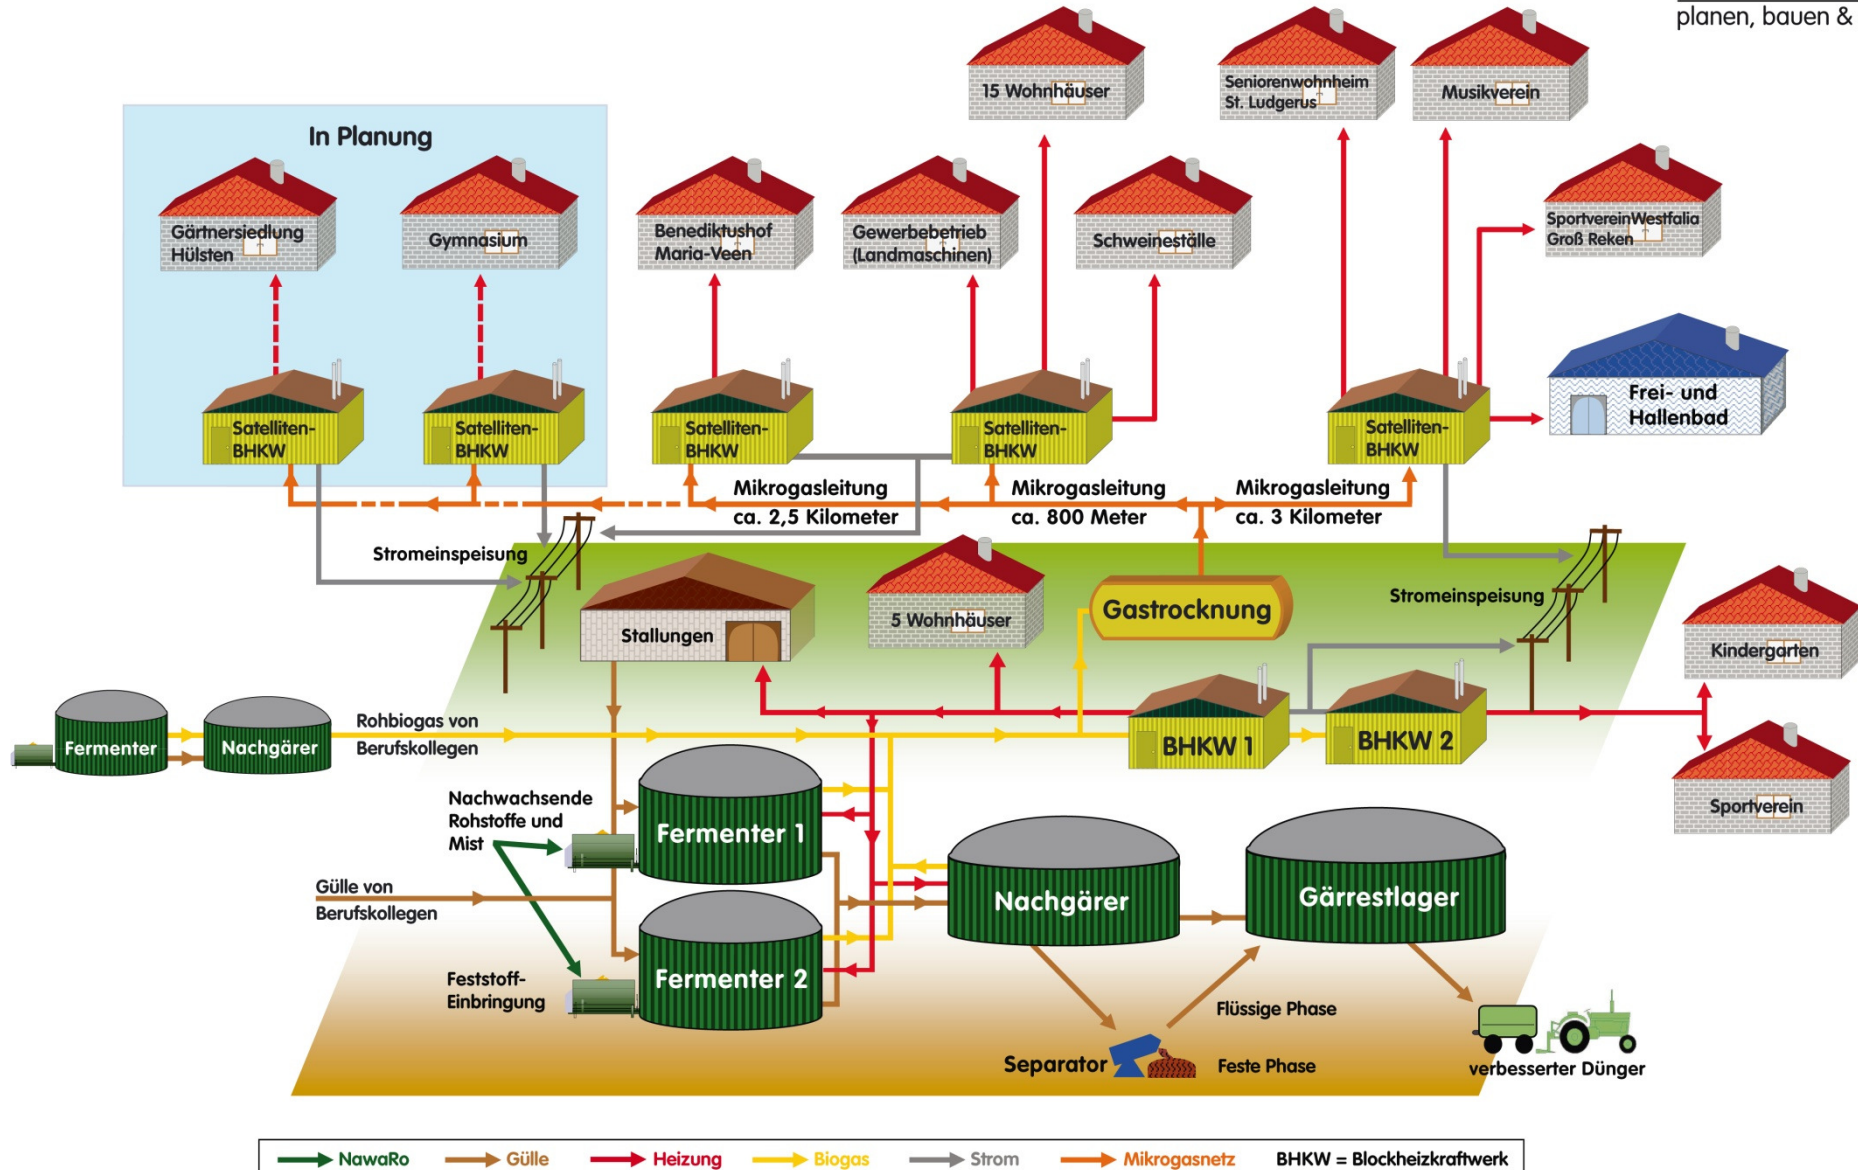 planen, bauen &
15 Wohnhäuser
Seniorenwohnheim
St. Ludgerus
Musikverein
In Planung
Gärtnersiedlung
Hülsten
Gymnasium
Benediktushof
Maria-Veen
Gewerbebetrieb
(Landmaschinen)
Schweineställe
SportvereinWestfalia
Groß Reken
Frei- und
Hallenbad
Satelliten-
BHKW
Satelliten-
BHKW
Satelliten-
BHKW
Satelliten-
BHKW
Satelliten-
BHKW
Mikrogasleitung
ca. 2,5 Kilometer
Mikrogasleitung
ca. 800 Meter
Mikrogasleitung
ca. 3 Kilometer
Stromeinspeisung
Stallungen
5 Wohnhäuser
Gastrocknung
Stromeinspeisung
Kindergarten
Fermenter
Nachgärer
Rohbiogas von
Berufskollegen
BHKW 1
BHKW 2
Sportverein
Nachwachsende
Rohstoffe und
Mist
Fermenter 1
Gülle von
Berufskollegen
Nachgärer
Gärrestlager
Feststoff-
Einbringung
Fermenter 2
Flüssige Phase
Separator
Feste Phase
verbesserter Dünger
NawaRo
Gülle
Heizung
Biogas
Strom
Mikrogasnetz
BHKW = Blockheizkraftwerk